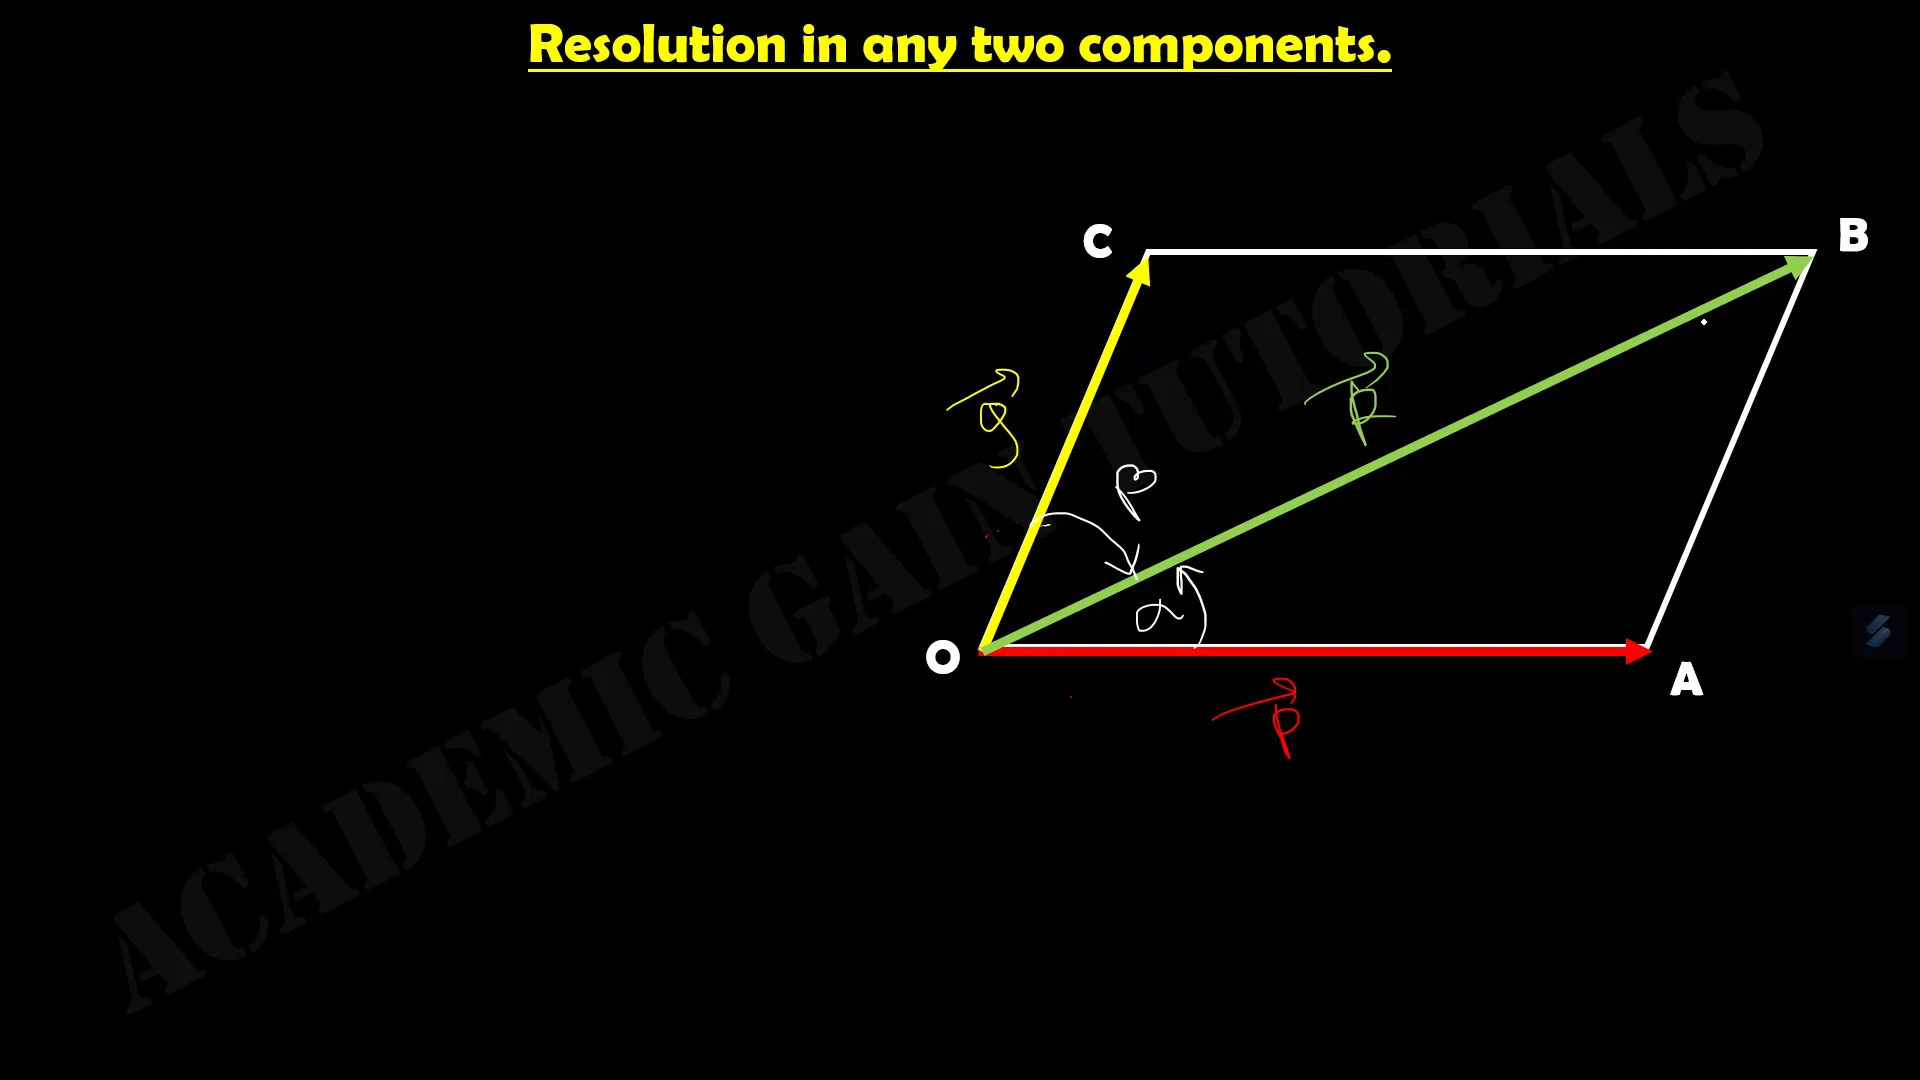 Resolution in any two components.
C
B
Q
R
β
α
O
A
P
ACADEMIC GAIN TUTORIALS